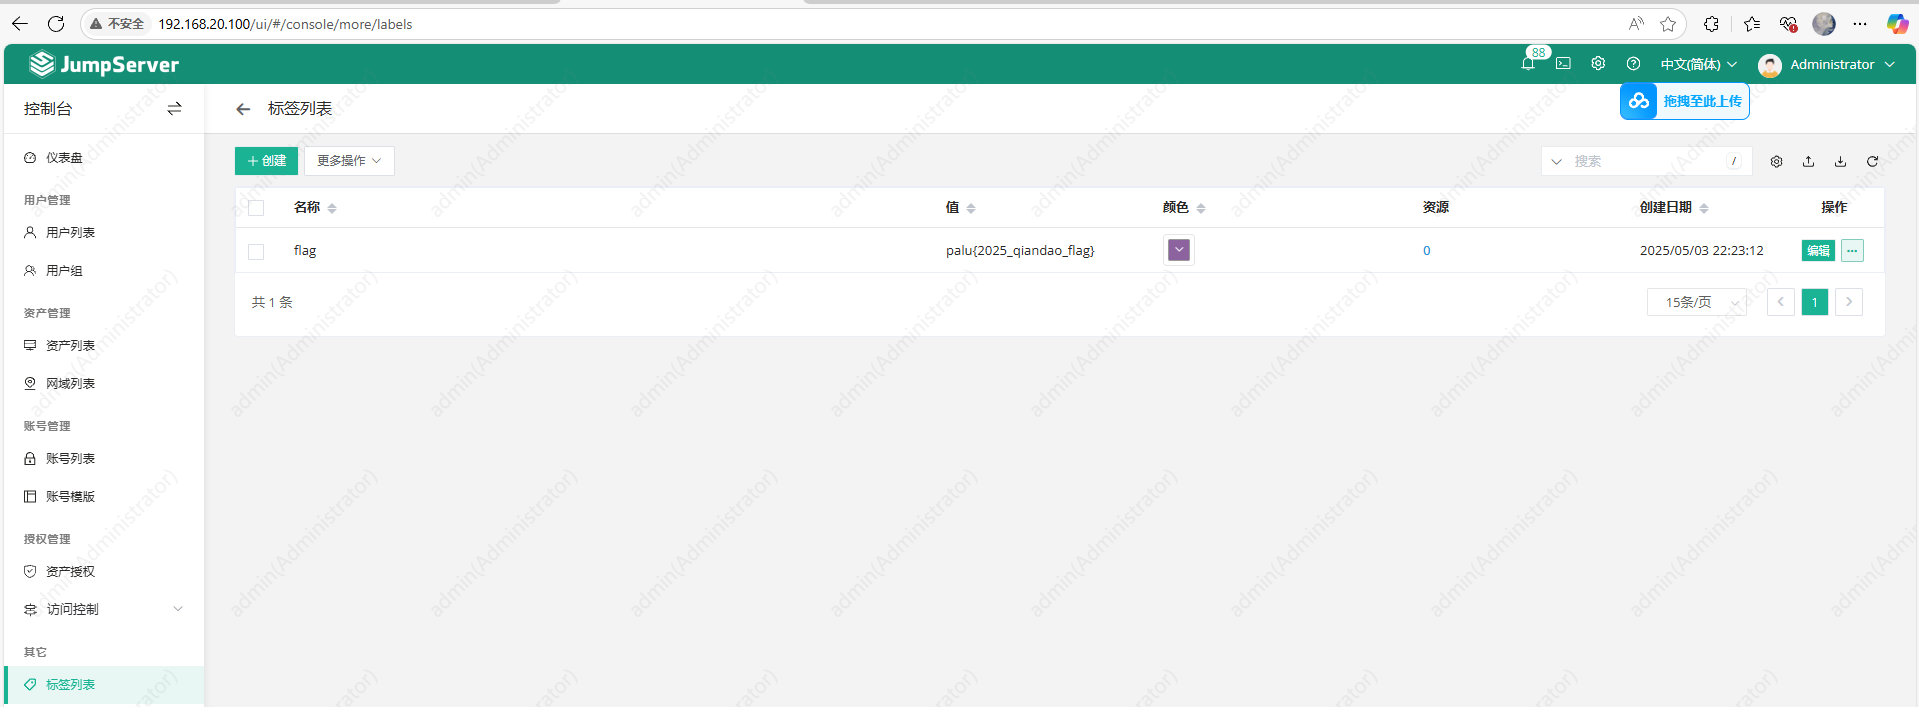 不安全 192.168.20.100/ui/#/console/more/labels
JumpServer 88 中文(简体) Administrator
控制台 标签列表 拖拽至此上传
仪表盘 创建 更多操作 搜索 /
用户管理 名称 值 颜色 资源 创建日期 操作
用户列表 flag palu{2025_qiandao_flag} 0 2025/05/03 22:23:12 编辑 ...
用户组
共 1 条 15条/页 1
资产管理
资产列表
网域列表
账号管理
账号列表
账号模版
授权管理
资产授权
访问控制
其它
标签列表
admin(Administrator)